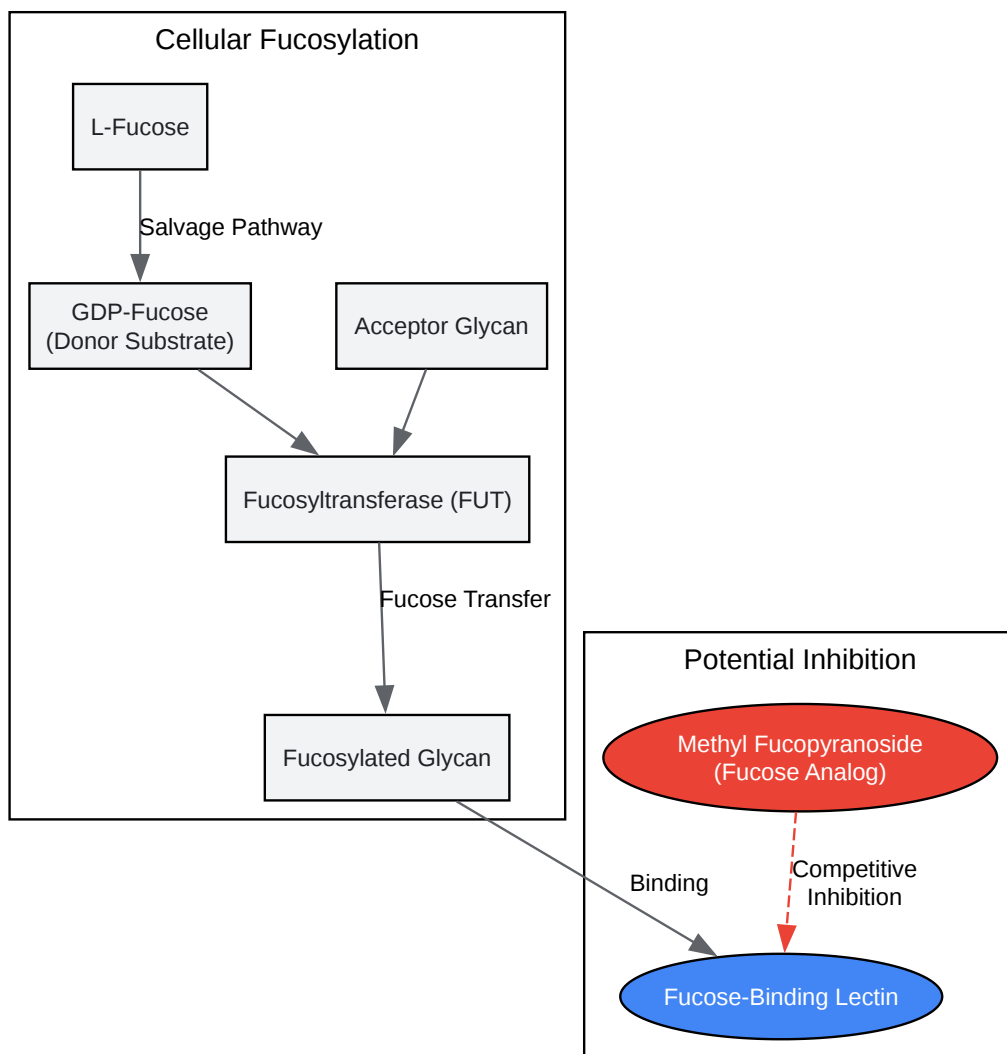 Cellular Fucosylation
L-Fucose
Salvage Pathway
GDP-Fucose
(Donor Substrate)
Acceptor Glycan
Fucosyltransferase (FUT)
Fucose Transfer
Fucosylated Glycan
Potential Inhibition
Methyl Fucopyranoside
(Fucose Analog)
Binding
Competitive
Inhibition
Fucose-Binding Lectin